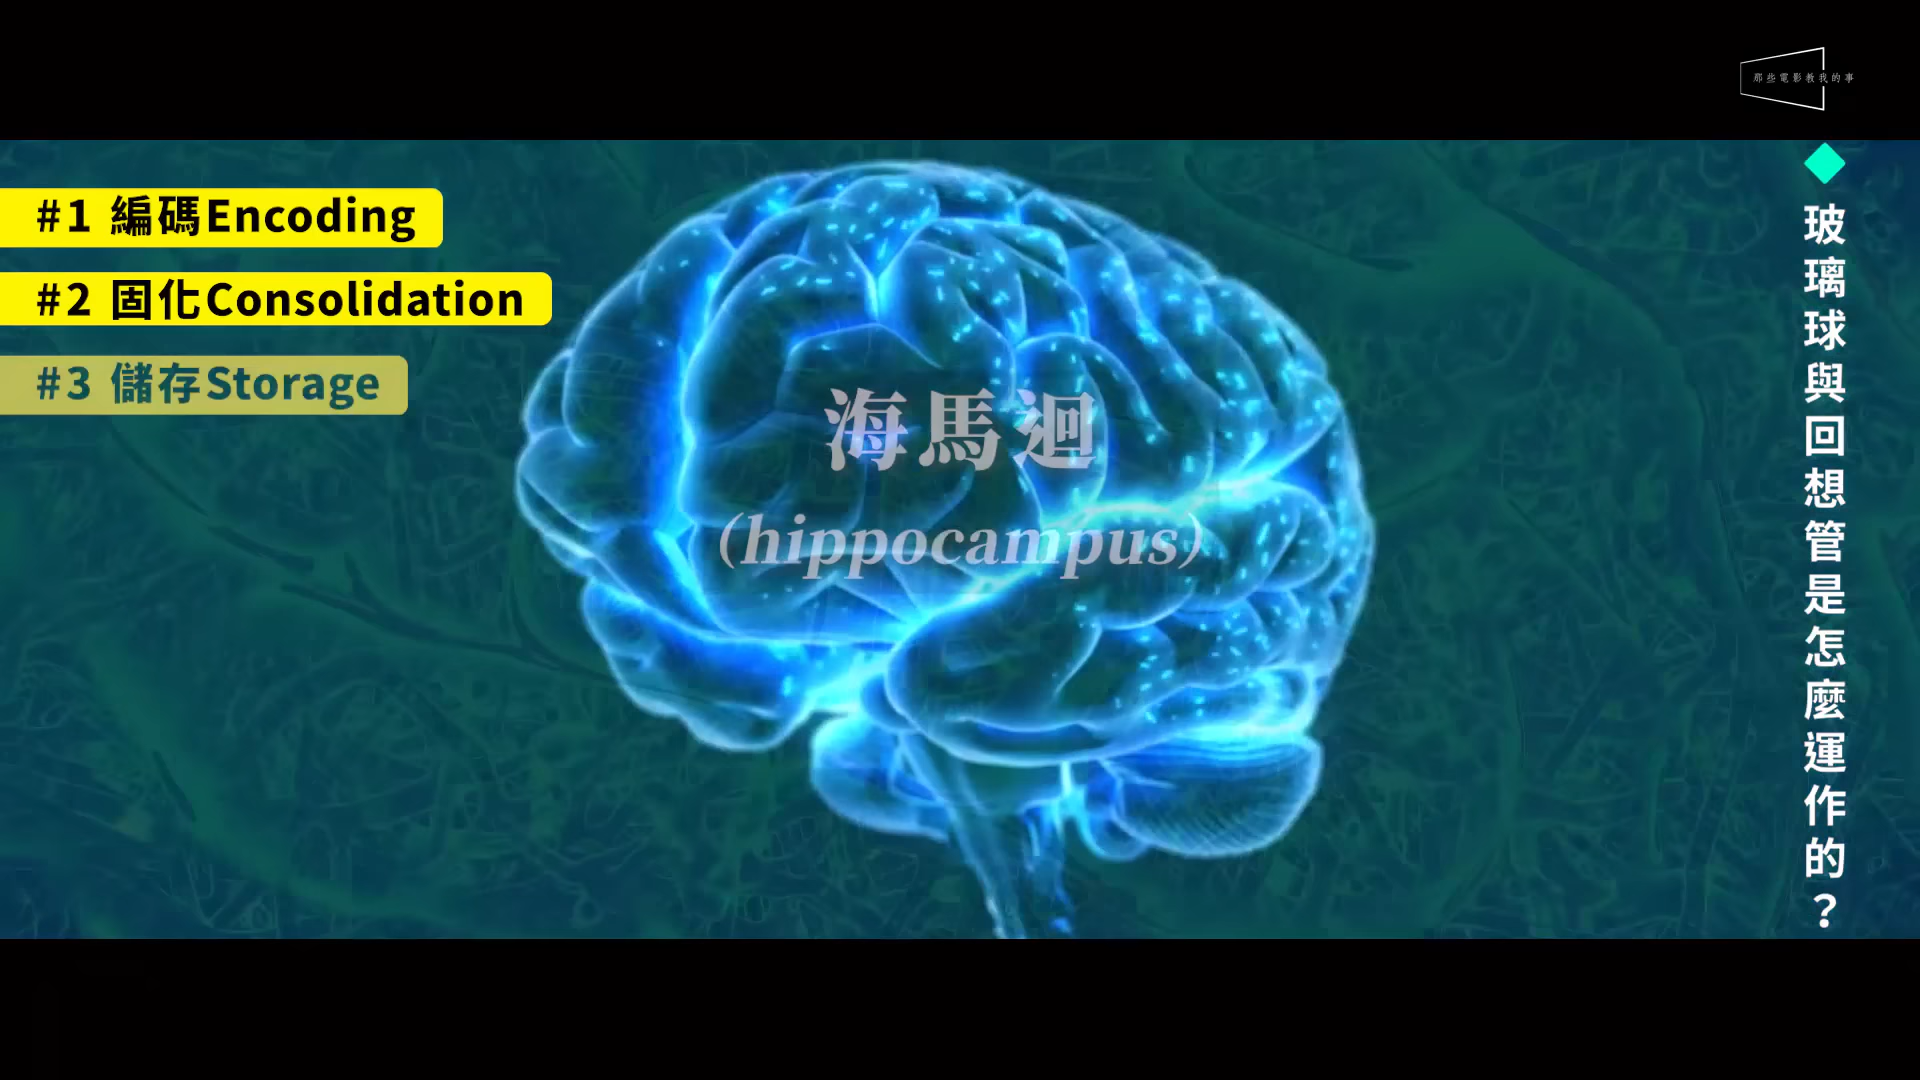 那些電影教我的事
#1 編碼Encoding
#2 固化Consolidation
#3 儲存Storage
海馬迴
(hippocampus)
玻璃球與回想管是怎麼運作的?